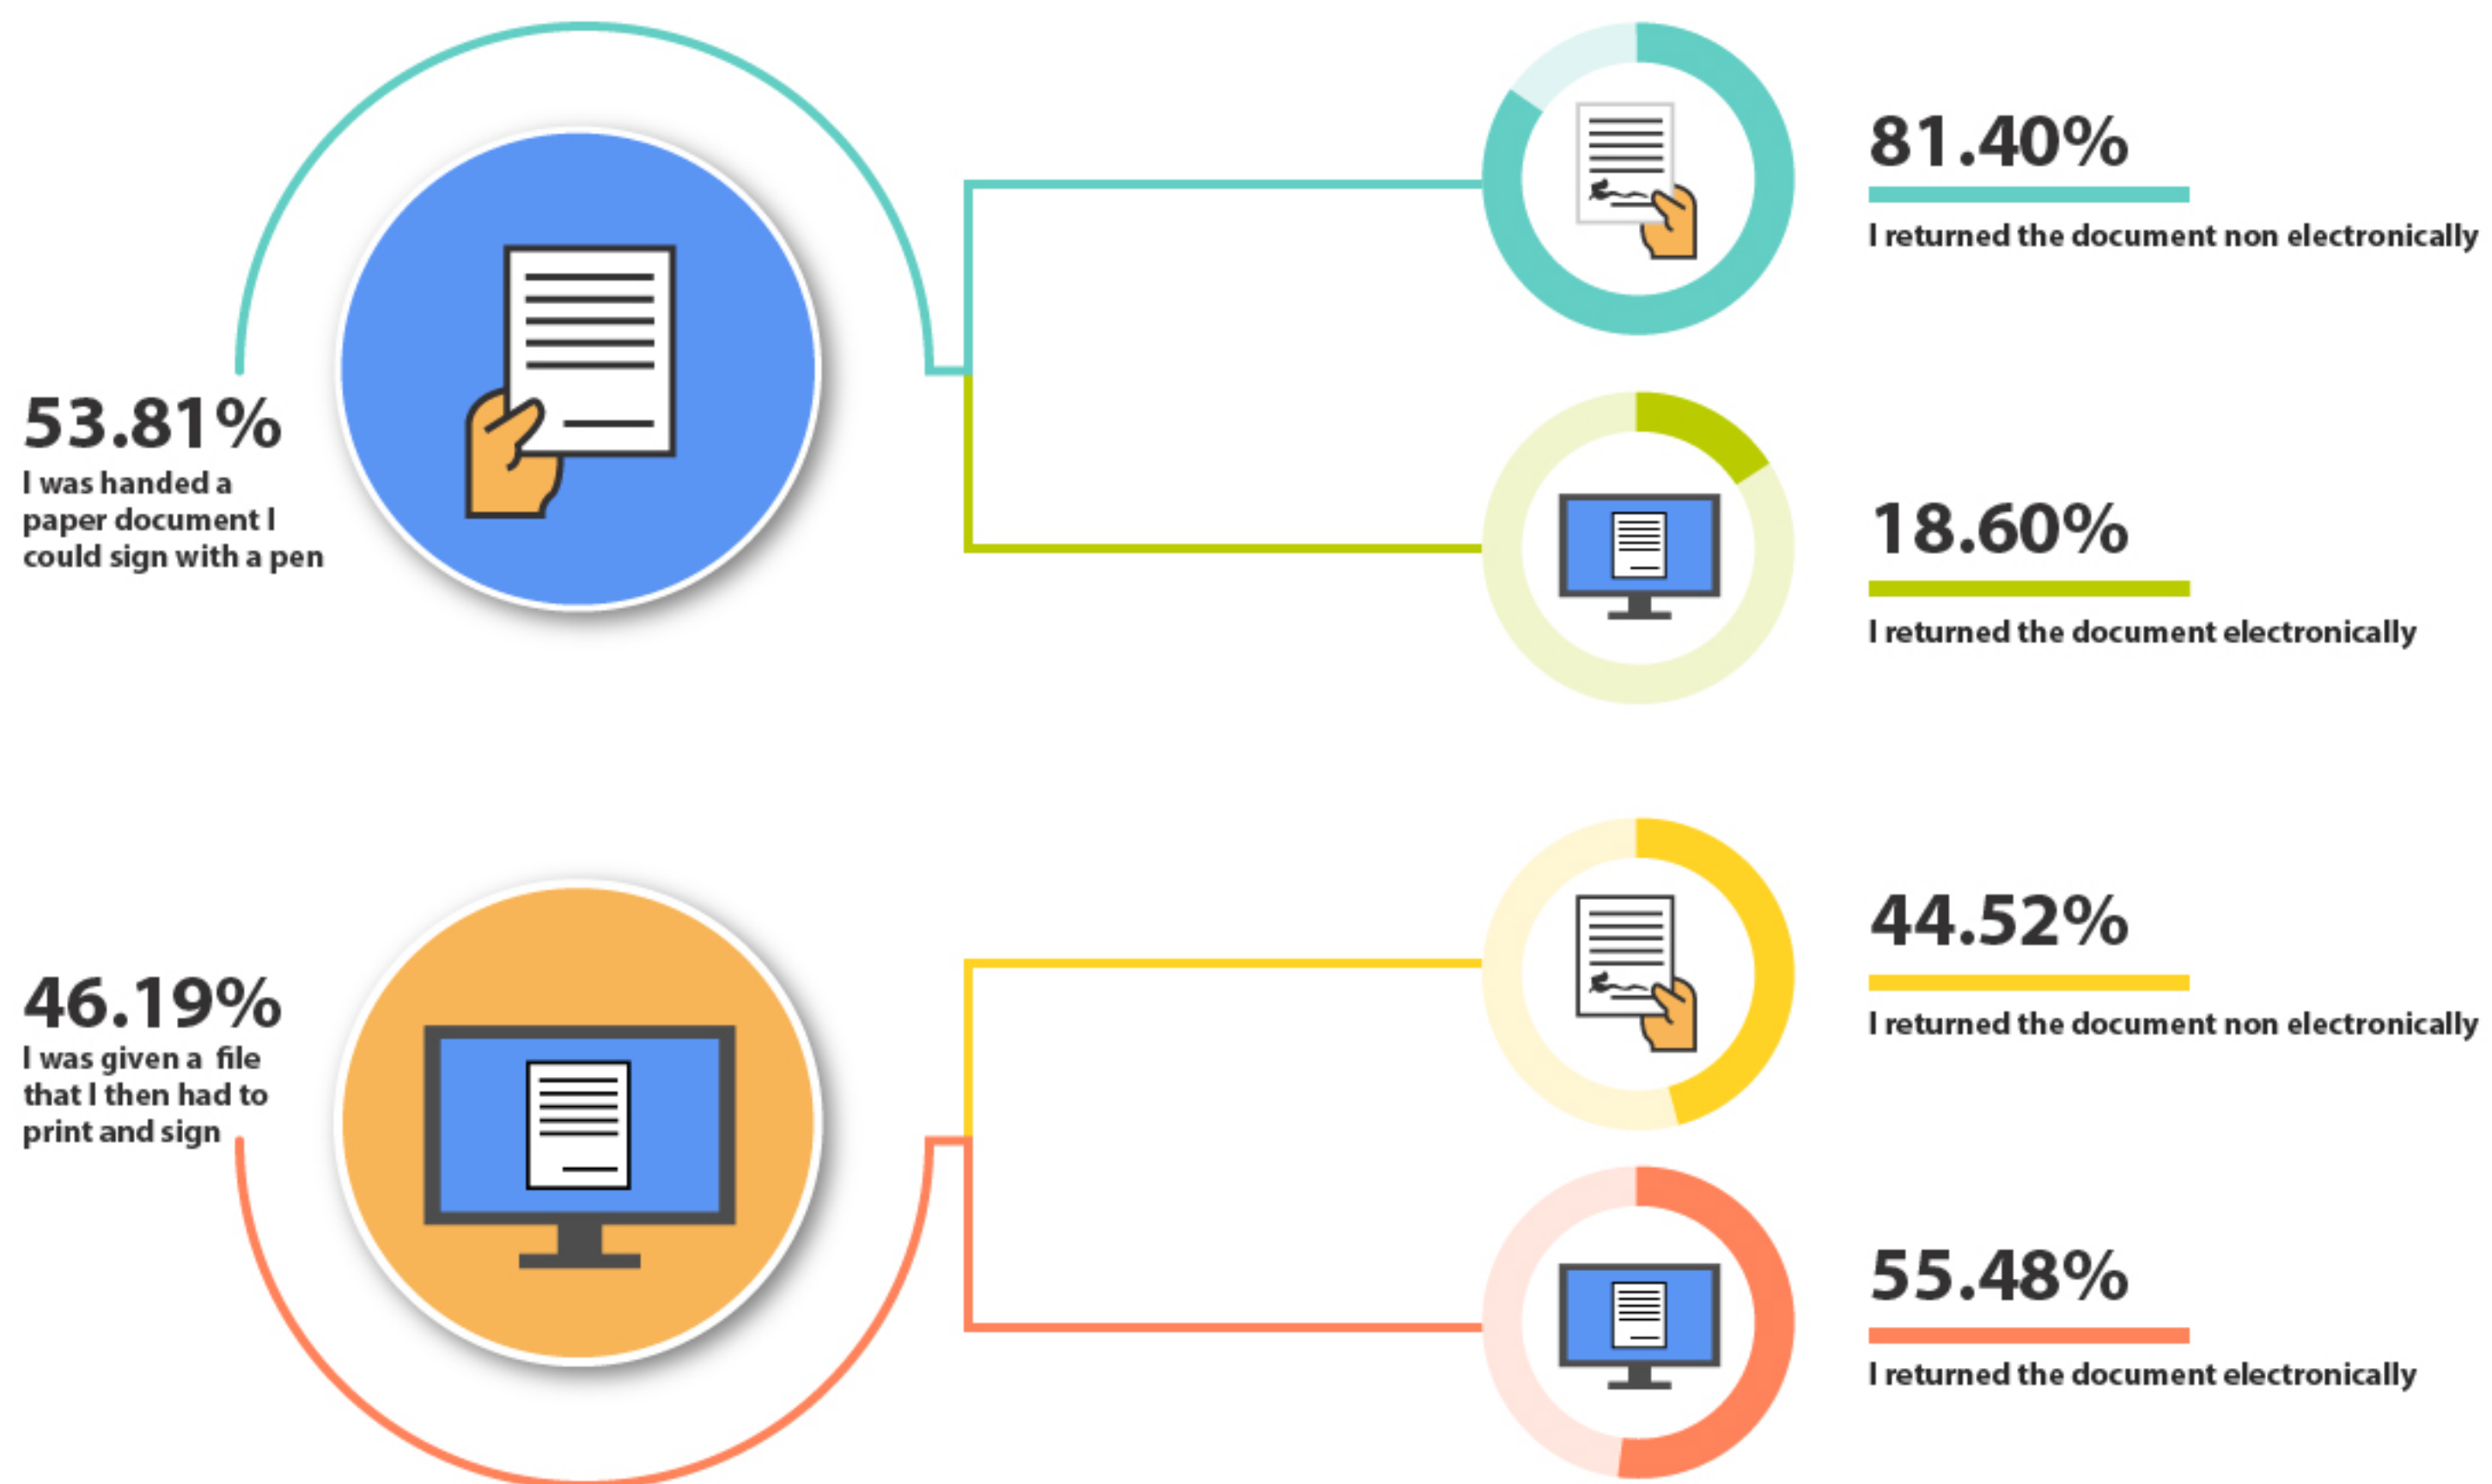 53.81%
I was handed a
paper document I
could sign with a pen
81.40%
I returned the document non electronically
18.60%
I returned the document electronically
46.19%
I was given a file
that I then had to
print and sign
44.52%
I returned the document non electronically
55.48%
I returned the document electronically